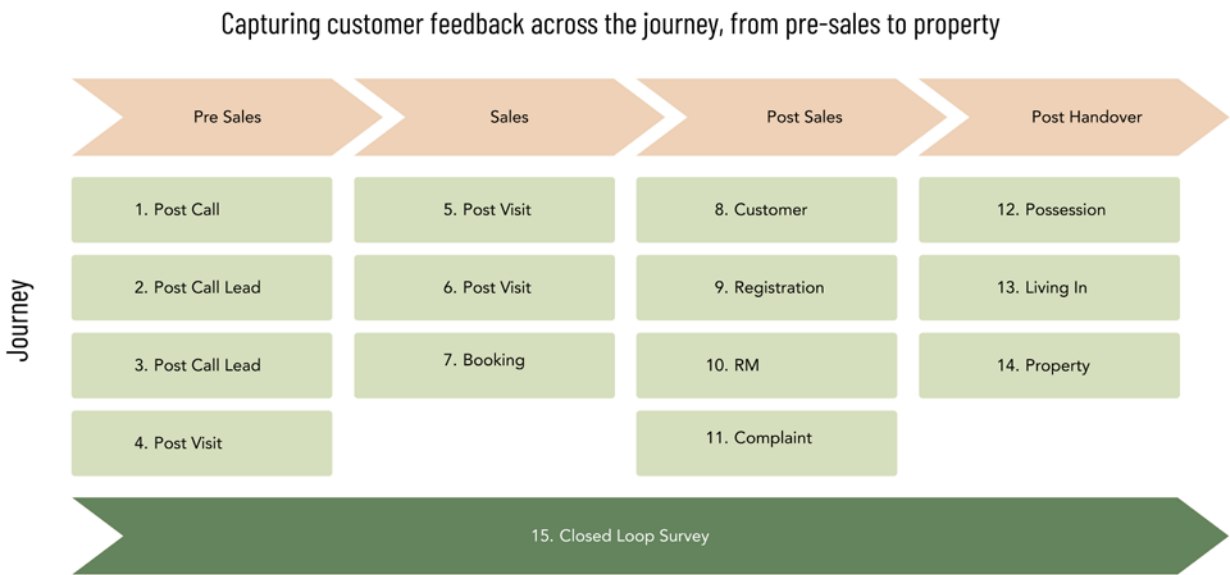 Capturing customer feedback across the journey, from pre-sales to property
Pre Sales
Sales
Post Sales
Post Handover
Journey
1. Post Call
2. Post Call Lead
3. Post Call Lead
4. Post Visit
5. Post Visit
6. Post Visit
7. Booking
8. Customer
9. Registration
10. RM
11. Complaint
12. Possession
13. Living In
14. Property
15. Closed Loop Survey